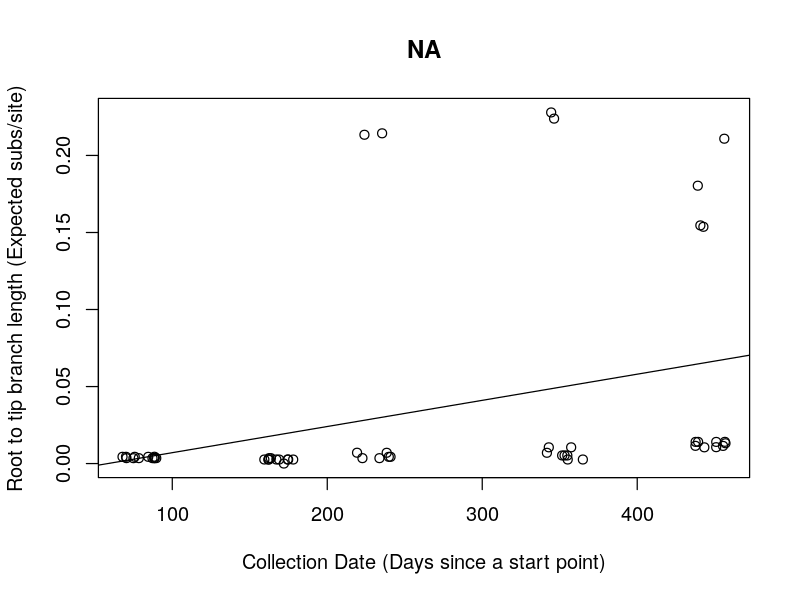 NA
Root to tip branch length (Expected subs/site)
0.20
0.15
0.10
0.05
0.00
100 200 300 400
Collection Date (Days since a start point)